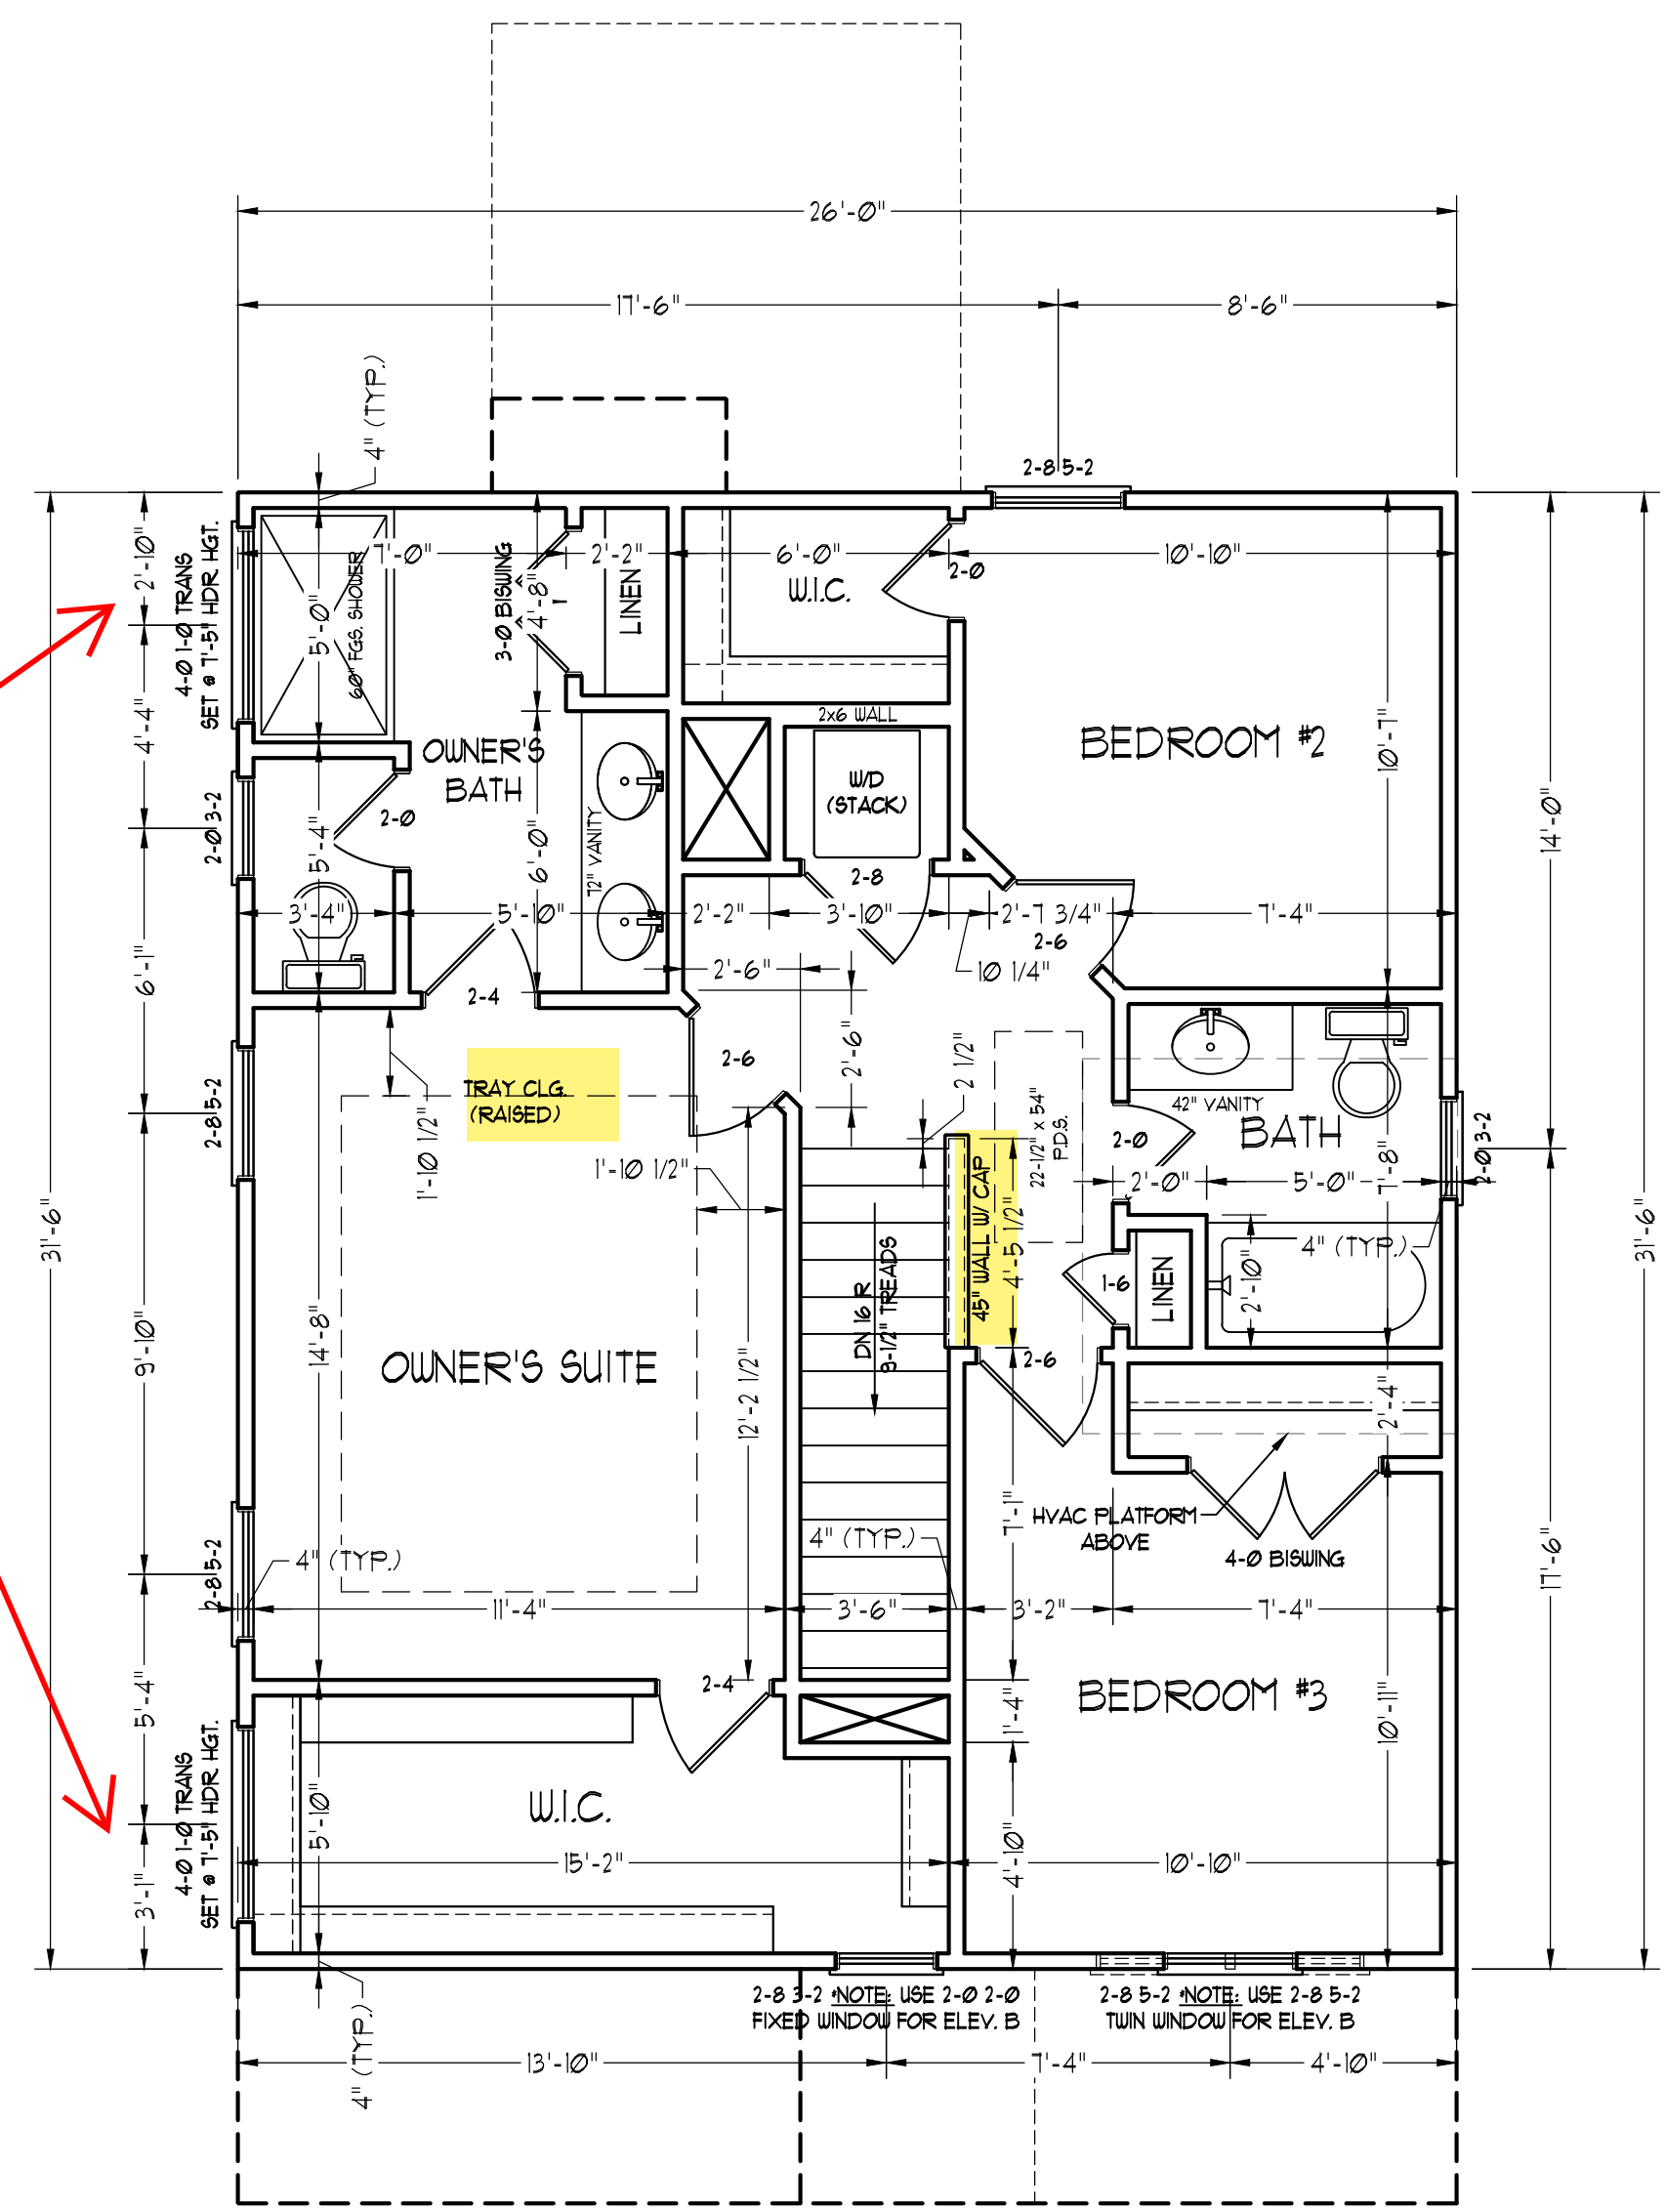 26'-0"
17'-6"
8'-6"
4" (TYP.)
2-8 5-2
2'-10"
4-0 1-0 TRANS
SET @ 7'-5" HDR HGT.
7'-0"
2'-2"
6'-0"
10'-10"
2-0
W.I.C.
LINEN
3-0 BISWING
4'-8"
5'-0"
60" FGS. SHOWER
4'-4"
2x6 WALL
OWNER'S
BATH
BEDROOM #2
10'-7"
W/D
(STACK)
2-0 3-2
2-0
5'-4"
6'-0"
72" VANITY
2-8
14'-0"
3'-4"
5'-10"
2'-2"
3'-10"
2'-7 3/4"
7'-4"
2-6
10 1/4"
2'-6"
6'-1"
2-4
2-6
2'-6"
2 1/2"
TRAY CLG.
(RAISED)
2-8 5-2
1'-10 1/2"
1'-10 1/2"
22-1/2" x 54"
P.D.S.
42" VANITY
BATH
2-0
2-0 3-2
2'-0"
5'-0"
7'-8"
4" (TYP.)
31'-6"
31'-6"
45" WALL W/ CAP
4'-5 1/2"
DN 16 R
9-1/2" TREADS
1-6
LINEN
2'-10"
9'-10"
14'-8"
OWNER'S SUITE
12'-2 1/2"
2-6
2'-4"
7'-1"
HVAC PLATFORM
ABOVE
4-0 BISWING
4" (TYP.)
4" (TYP.)
2-8 5-2
17'-6"
11'-4"
3'-6"
3'-2"
7'-4"
5'-4"
2-4
BEDROOM #3
1'-4"
10'-11"
4-0 1-0 TRANS
SET @ 7'-5" HDR HGT.
W.I.C.
5'-10"
15'-2"
4'-10"
10'-10"
3'-1"
2-8 3-2 *NOTE: USE 2-0 2-0
FIXED WINDOW FOR ELEV. B
2-8 5-2 *NOTE: USE 2-8 5-2
TWIN WINDOW FOR ELEV. B
4" (TYP.)
13'-10"
7'-4"
4'-10"